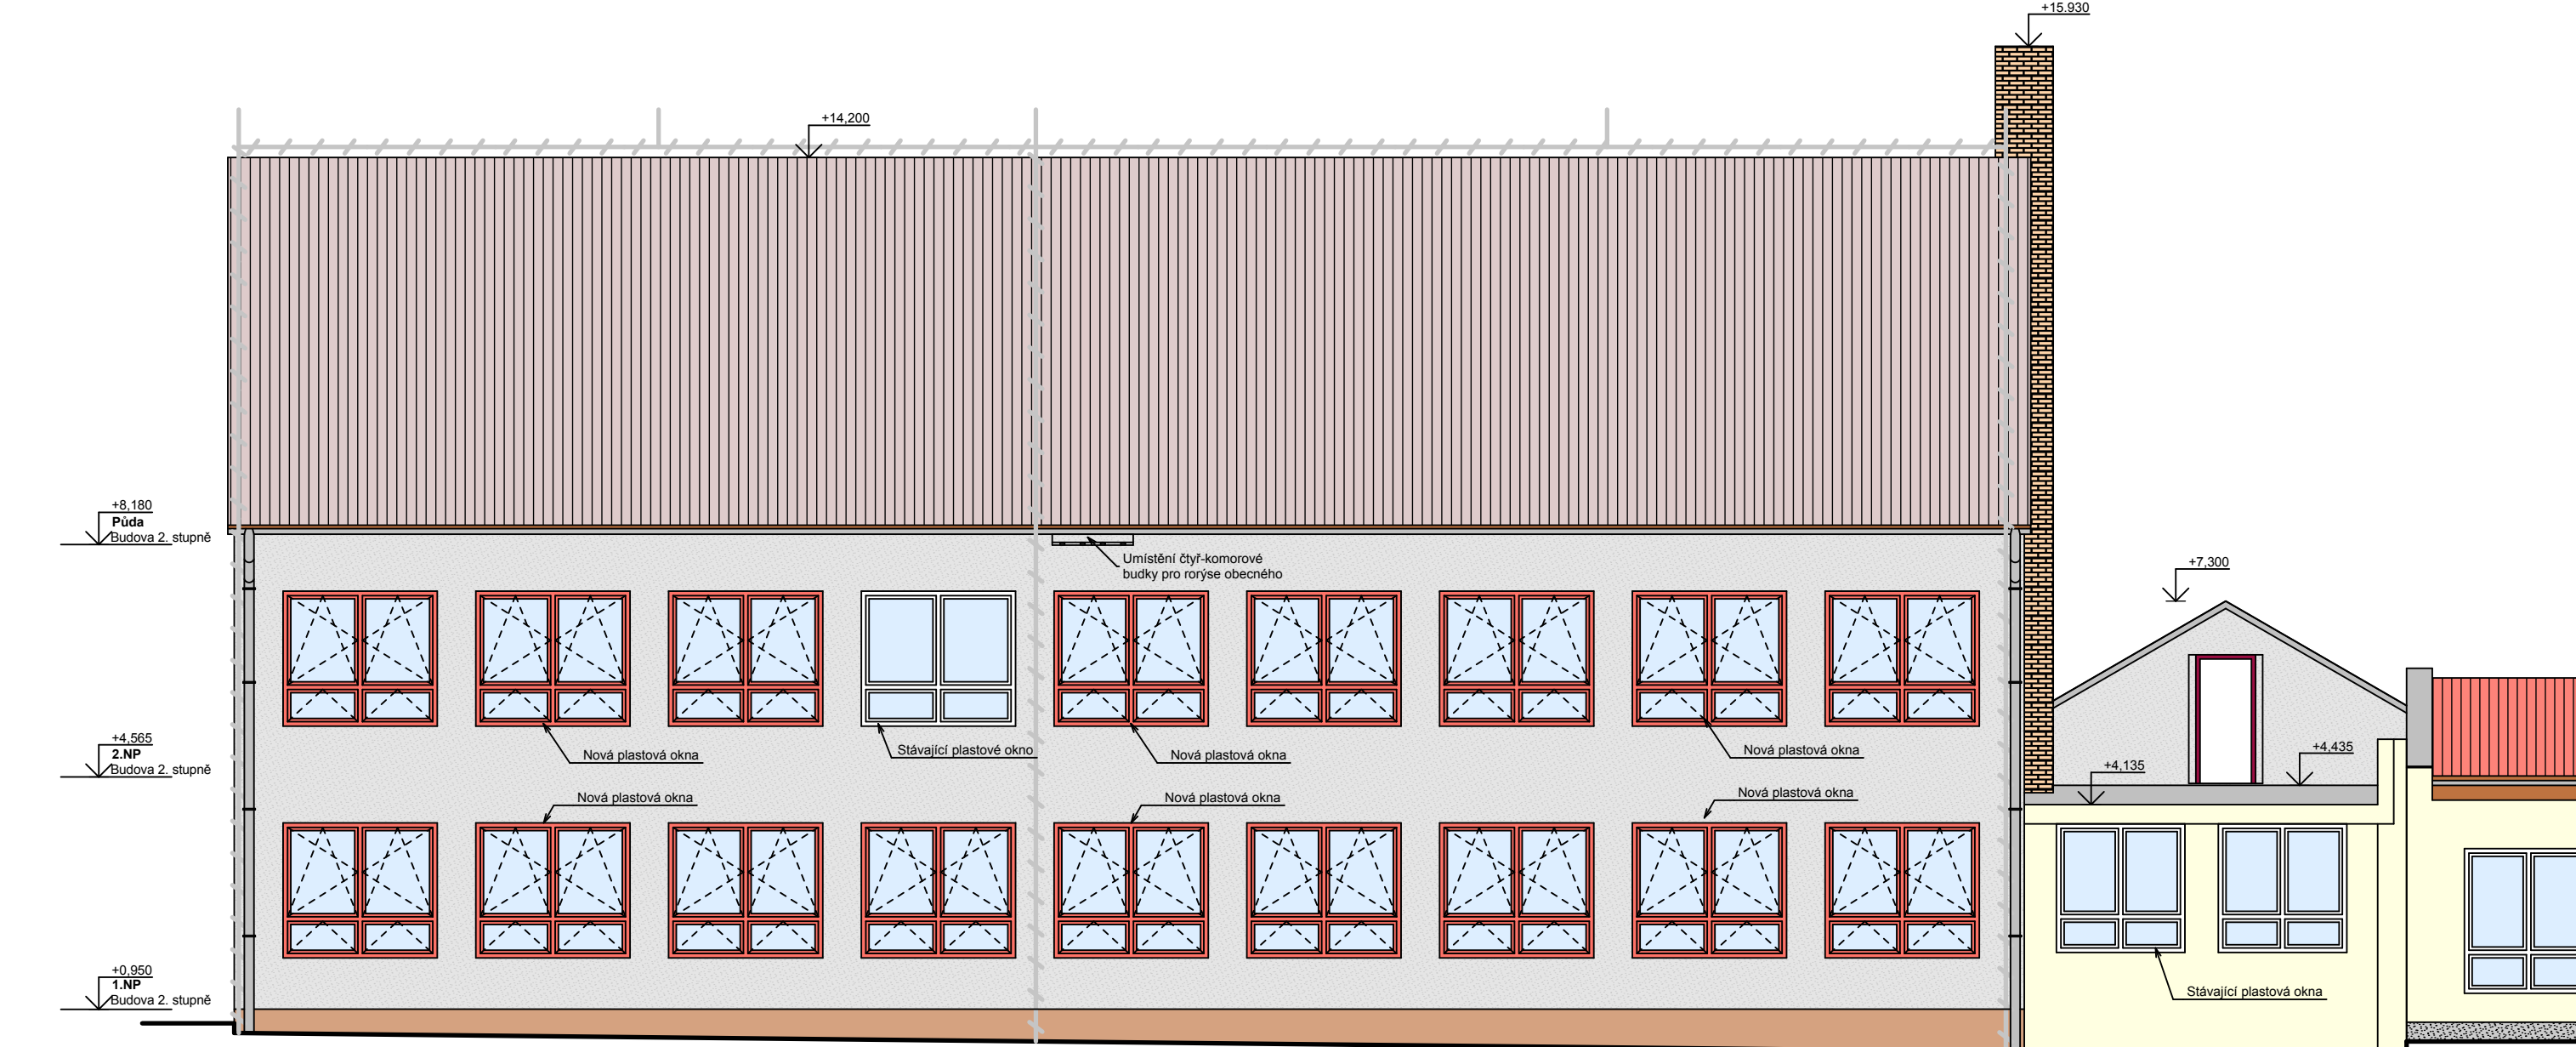 +15.930
+14,200
+8,180
Půda
Budova 2. stupně
Umístění čtyř-komorové
budky pro rorýse obecného
+7,300
+4,565
2.NP
Budova 2. stupně
Nová plastová okna
Stávající plastové okno
Nová plastová okna
Nová plastová okna
+4,435
+4,135
Nová plastová okna
Nová plastová okna
Nová plastová okna
+0,950
1.NP
Budova 2. stupně
Stávající plastová okna